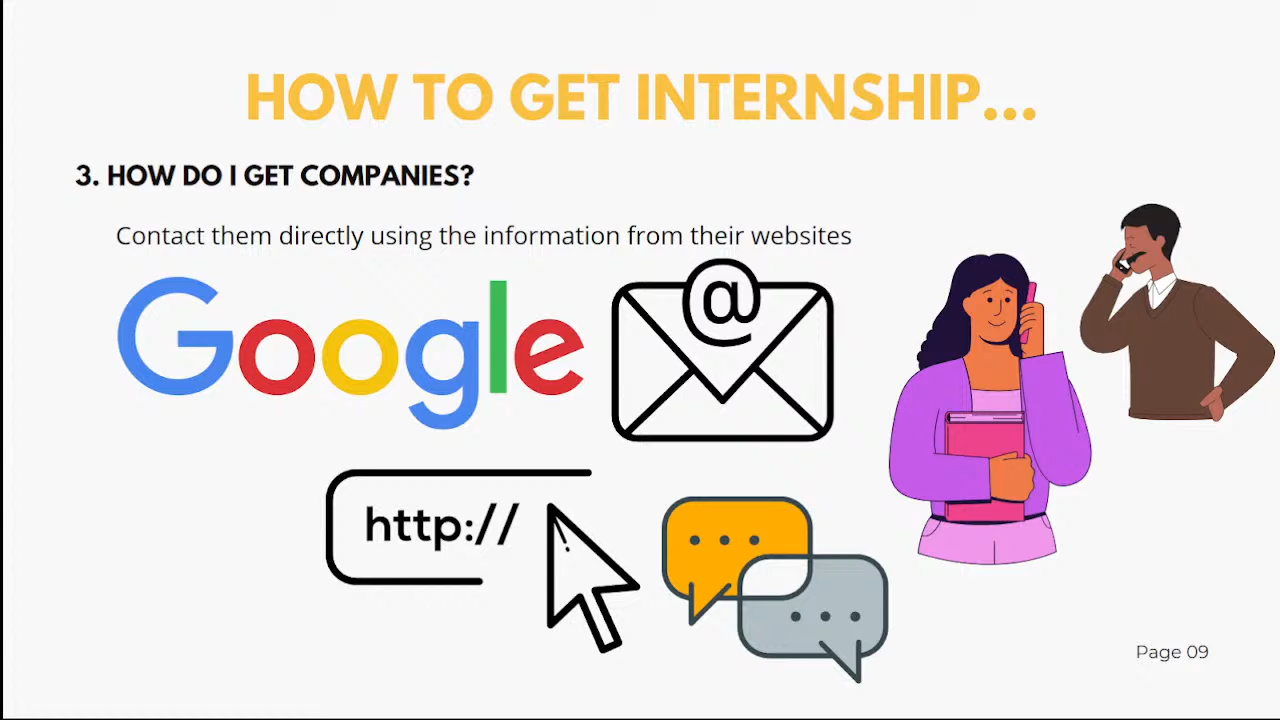 HOW TO GET INTERNSHIP...
3. HOW DO I GET COMPANIES?
Contact them directly using the information from their websites
Google
@
http://
Page 09